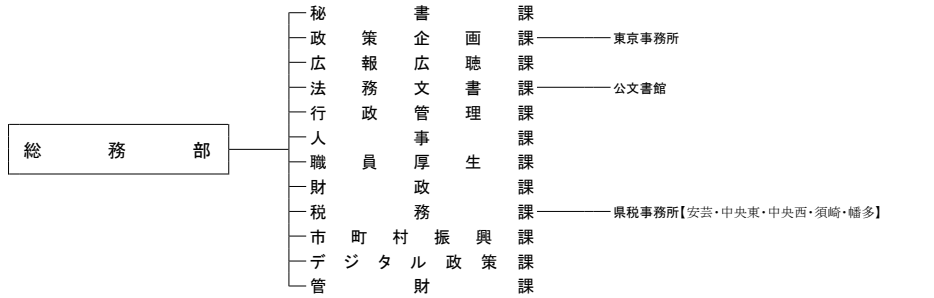 総務部
秘書課
政策企画課 東京事務所
広報広聴課
法務文書課 公文書館
行政管理課
人事課
職員厚生課
財政課
税務課 県税事務所【安芸・中央東・中央西・須崎・幡多】
市町村振興課
デジタル政策課
管財課